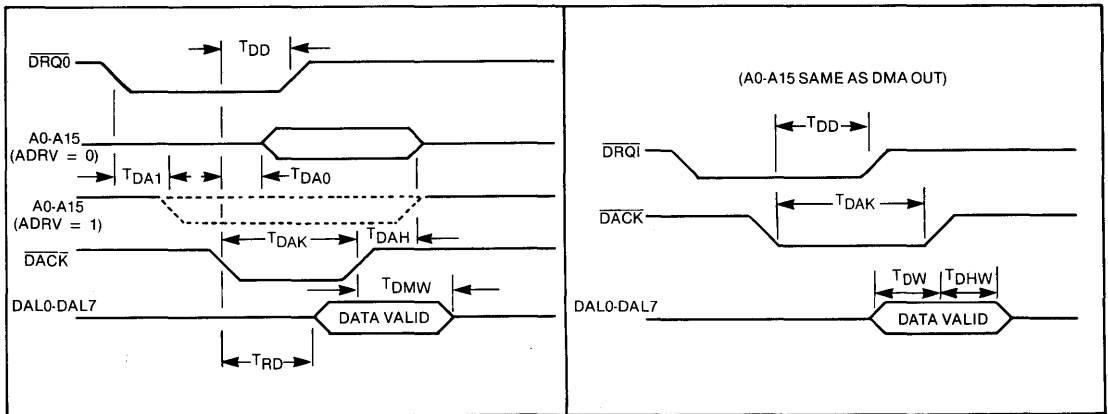 TDD
DRQ0
A0-A15
(ADRV = 0)
TDA1
TDA0
A0-A15
(ADRV = 1)
TDAK
TDAH
DACK
TDMW
DAL0-DAL7
DATA VALID
TRD
(A0-A15 SAME AS DMA OUT)
TDD
DRQI
TDAK
DACK
TDW
TDHW
DAL0-DAL7
DATA VALID